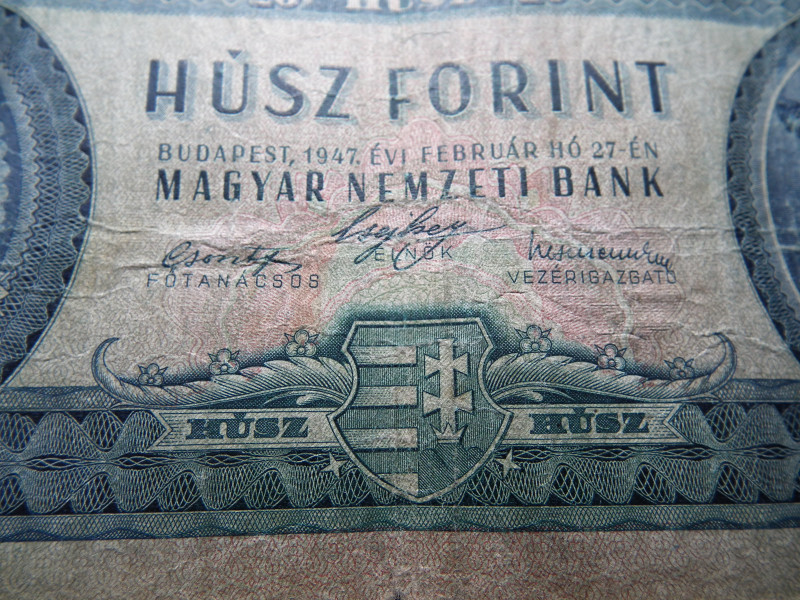 HÚSZ FORINT
BUDAPEST, 1947. ÉVI FEBRUÁR HÓ 27-ÉN
MAGYAR NEMZETI BANK
FŐTANÁCSOS ELNÖK VEZÉRIGAZGATÓ
HÚSZ HÚSZ